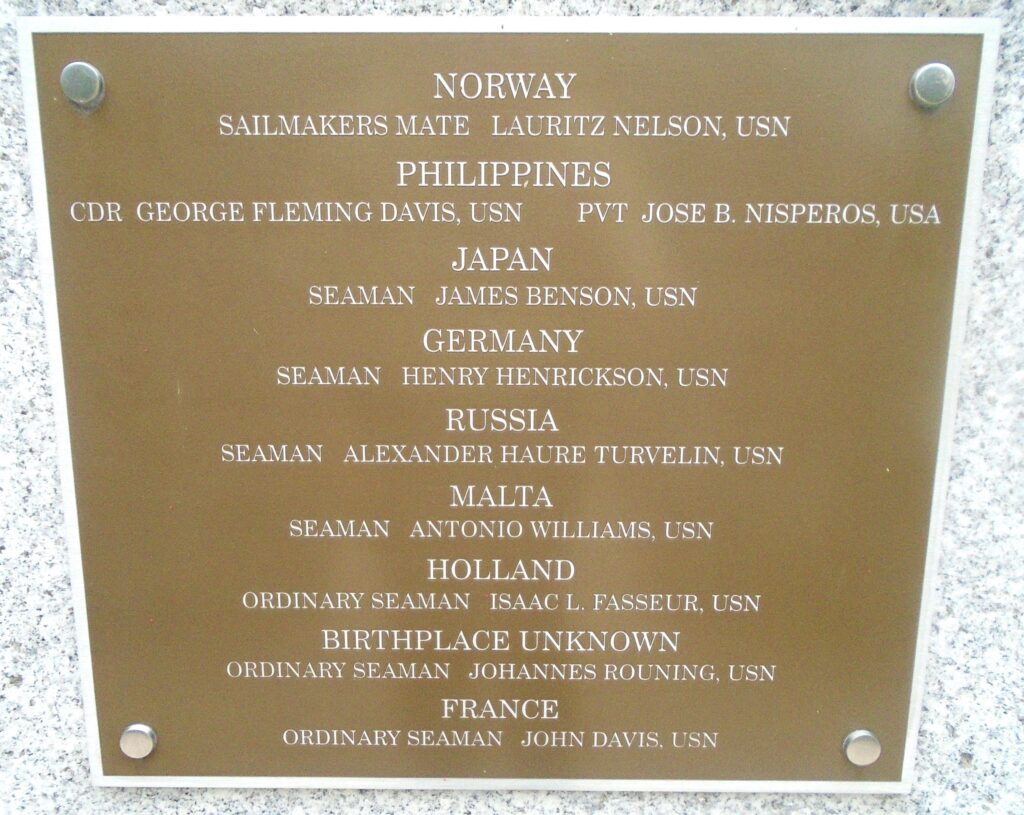 NORWAY
SAILMAKERS MATE LAURITZ NELSON, USN
PHILIPPINES
CDR GEORGE FLEMING DAVIS, USN PVT JOSE B. NISPEROS, USA
JAPAN
SEAMAN JAMES BENSON, USN
GERMANY
SEAMAN HENRY HENRICKSON, USN
RUSSIA
SEAMAN ALEXANDER HAURE TURVELIN, USN
MALTA
SEAMAN ANTONIO WILLIAMS, USN
HOLLAND
ORDINARY SEAMAN ISAAC L. FASSEUR, USN
BIRTHPLACE UNKNOWN
ORDINARY SEAMAN JOHANNES ROUNING, USN
FRANCE
ORDINARY SEAMAN JOHN DAVIS, USN